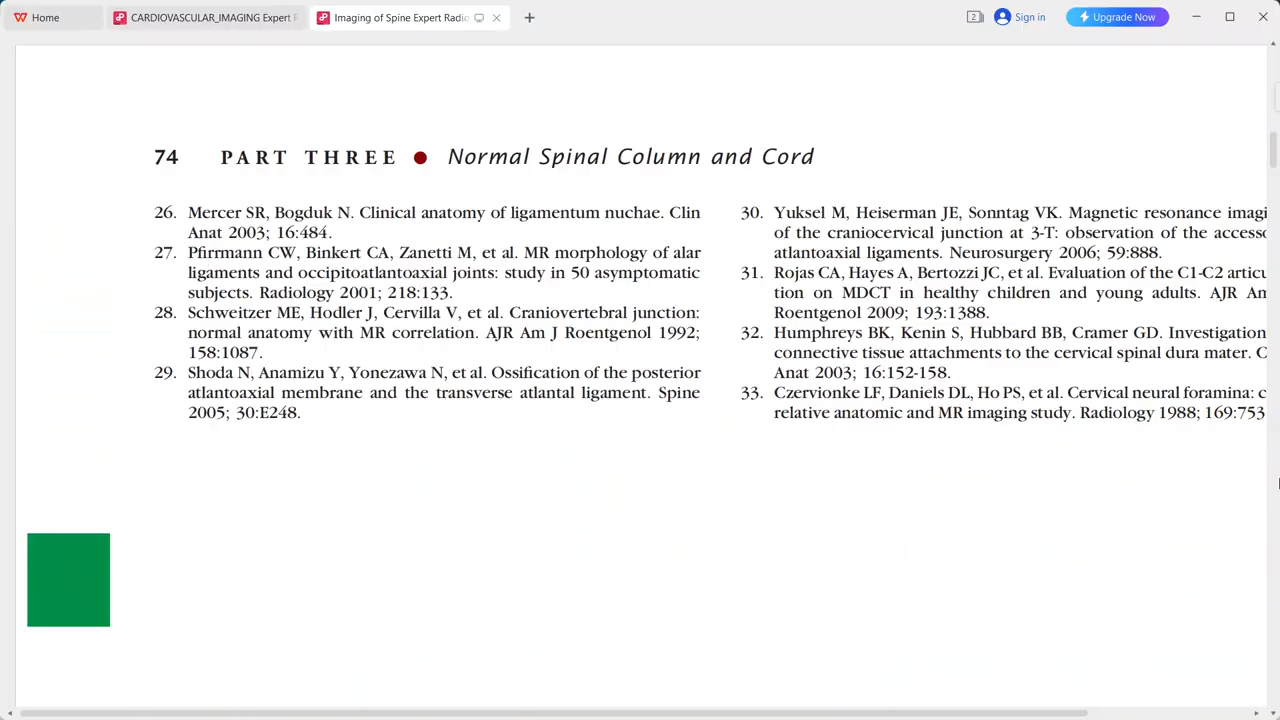 Home
CARDIOVASCULAR_IMAGING Expert R
Imaging of Spine Expert Radio
2
Sign in
Upgrade Now
74 PART THREE ● Normal Spinal Column and Cord
26. Mercer SR, Bogduk N. Clinical anatomy of ligamentum nuchae. Clin
Anat 2003; 16:484.
27. Pfirrmann CW, Binkert CA, Zanetti M, et al. MR morphology of alar
ligaments and occipitoatlantoaxial joints: study in 50 asymptomatic
subjects. Radiology 2001; 218:133.
28. Schweitzer ME, Hodler J, Cervilla V, et al. Craniovertebral junction:
normal anatomy with MR correlation. AJR Am J Roentgenol 1992;
158:1087.
29. Shoda N, Anamizu Y, Yonezawa N, et al. Ossification of the posterior
atlantoaxial membrane and the transverse atlantal ligament. Spine
2005; 30:E248.
30. Yuksel M, Heiserman JE, Sonntag VK. Magnetic resonance imagi
of the craniocervical junction at 3-T: observation of the accesso
atlantoaxial ligaments. Neurosurgery 2006; 59:888.
31. Rojas CA, Hayes A, Bertozzi JC, et al. Evaluation of the C1-C2 articu
tion on MDCT in healthy children and young adults. AJR Am
Roentgenol 2009; 193:1388.
32. Humphreys BK, Kenin S, Hubbard BB, Cramer GD. Investigation
connective tissue attachments to the cervical spinal dura mater. C
Anat 2003; 16:152-158.
33. Czervionke LF, Daniels DL, Ho PS, et al. Cervical neural foramina: c
relative anatomic and MR imaging study. Radiology 1988; 169:753